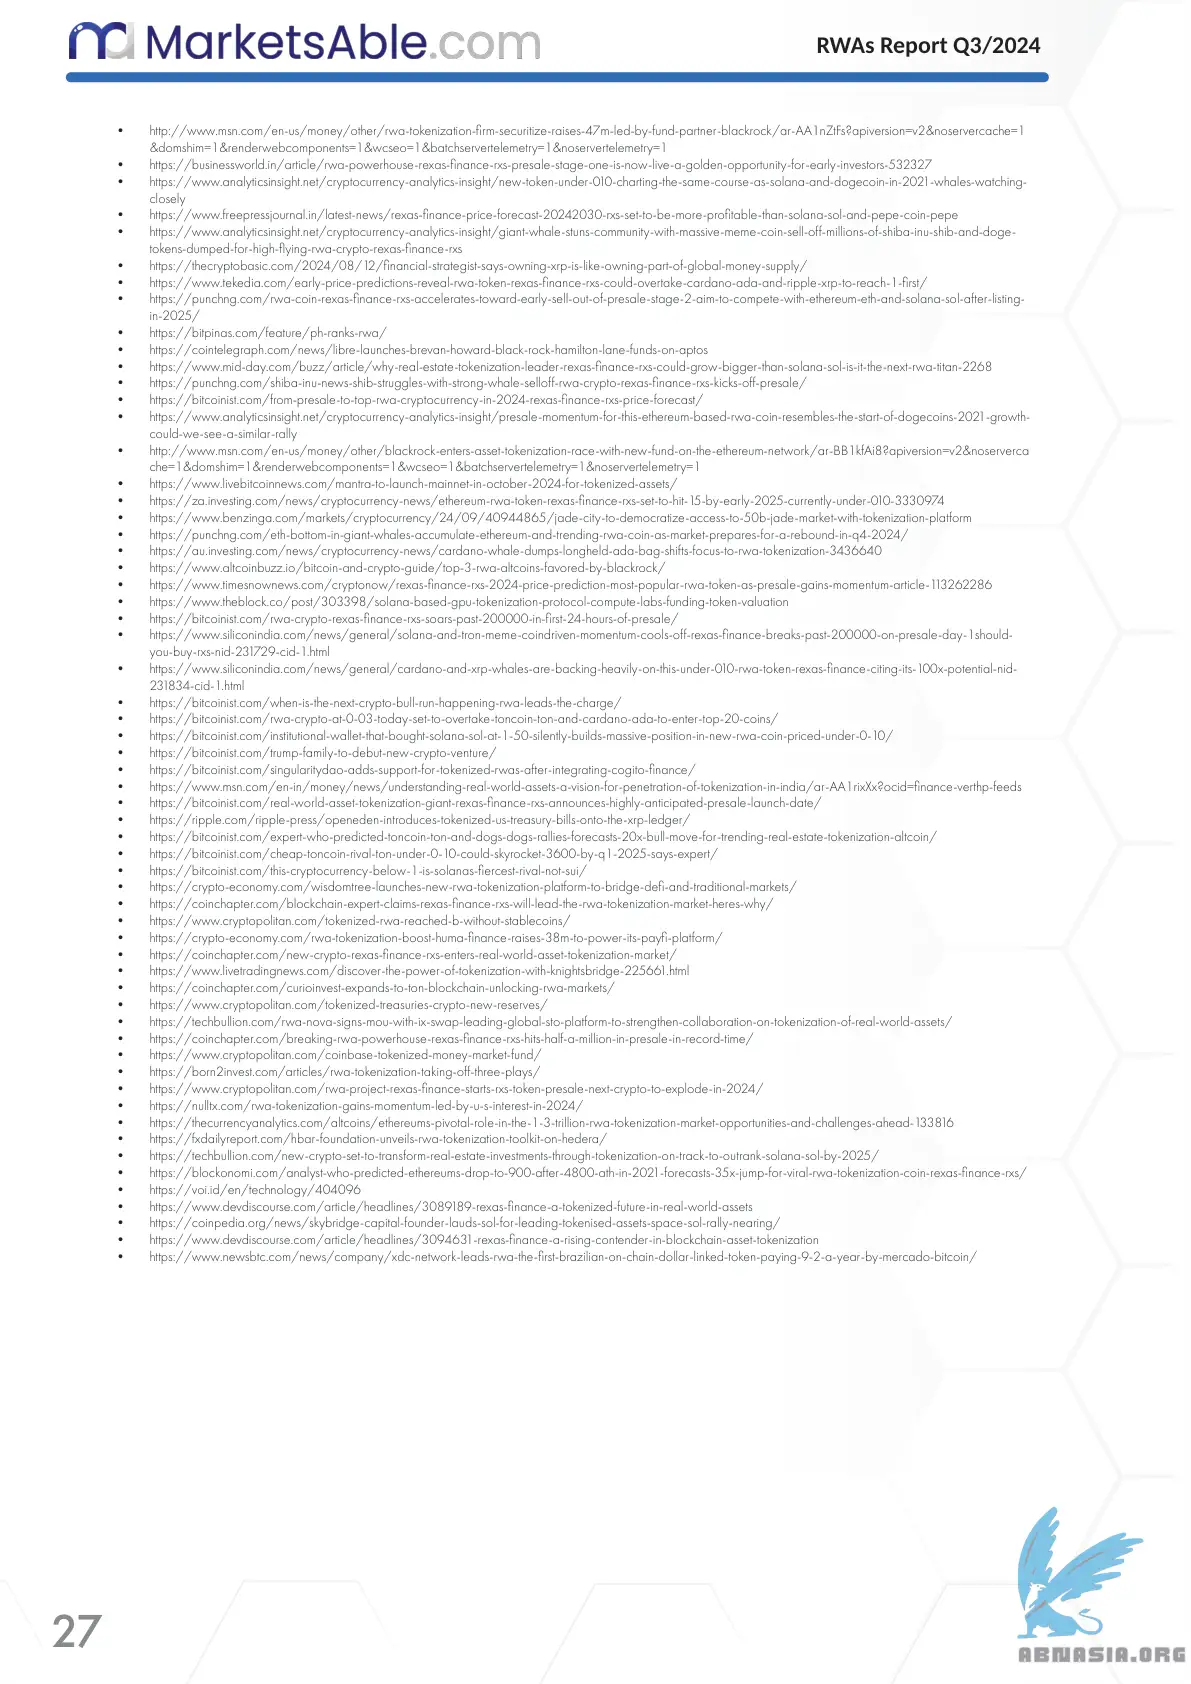 MarketsAble.com
RWAs Report Q3/2024
• http://www.msn.com/en-us/money/other/rwa-tokenization-firm-securitize-raises-47m-led-by-fund-partner-blackrock/ar-AA1nZtFs?apiversion=v2&noservercache=1
&domshim=1&renderwebcomponents=1&wcseo=1&batchservertelemetry=1&noservertelemetry=1
• https://businessworld.in/article/rwa-powerhouse-rexas-finance-rxs-presale-stage-one-is-now-live-a-golden-opportunity-for-early-investors-532327
• https://www.analyticsinsight.net/cryptocurrency-analytics-insight/new-token-under-010-charting-the-same-course-as-solana-and-dogecoin-in-2021-whales-watching-
closely
• https://www.freepressjournal.in/latest-news/rexas-finance-price-forecast-20242030-rxs-set-to-be-more-profitable-than-solana-sol-and-pepe-coin-pepe
• https://www.analyticsinsight.net/cryptocurrency-analytics-insight/giant-whale-stuns-community-with-massive-meme-coin-sell-off-millions-of-shiba-inu-shib-and-doge-
tokens-dumped-for-high-flying-rwa-crypto-rexas-finance-rxs
• https://thecryptobasic.com/2024/08/12/financial-strategist-says-owning-xrp-is-like-owning-part-of-global-money-supply/
• https://www.tekedia.com/early-price-predictions-reveal-rwa-token-rexas-finance-rxs-could-overtake-cardano-ada-and-ripple-xrp-to-reach-1-first/
• https://punchng.com/rwa-coin-rexas-finance-rxs-accelerates-toward-early-sell-out-of-presale-stage-2-aim-to-compete-with-ethereum-eth-and-solana-sol-after-listing-
in-2025/
• https://bitpinas.com/feature/ph-ranks-rwa/
• https://cointelegraph.com/news/libre-launches-brevan-howard-black-rock-hamilton-lane-funds-on-aptos
• https://www.mid-day.com/buzz/article/why-real-estate-tokenization-leader-rexas-finance-rxs-could-grow-bigger-than-solana-sol-is-it-the-next-rwa-titan-2268
• https://punchng.com/shiba-inu-news-shib-struggles-with-strong-whale-selloff-rwa-crypto-rexas-finance-rxs-kicks-off-presale/
• https://bitcoinist.com/from-presale-to-top-rwa-cryptocurrency-in-2024-rexas-finance-rxs-price-forecast/
• https://www.analyticsinsight.net/cryptocurrency-analytics-insight/presale-momentum-for-this-ethereum-based-rwa-coin-resembles-the-start-of-dogecoins-2021-growth-
could-we-see-a-similar-rally
• http://www.msn.com/en-us/money/other/blackrock-enters-asset-tokenization-race-with-new-fund-on-the-ethereum-network/ar-BB1kfAi8?apiversion=v2&noserverca
che=1&domshim=1&renderwebcomponents=1&wcseo=1&batchservertelemetry=1&noservertelemetry=1
• https://www.livebitcoinnews.com/mantra-to-launch-mainnet-in-october-2024-for-tokenized-assets/
• https://za.investing.com/news/cryptocurrency-news/ethereum-rwa-token-rexas-finance-rxs-set-to-hit-15-by-early-2025-currently-under-010-3330974
• https://www.benzinga.com/markets/cryptocurrency/24/09/40944865/jade-city-to-democratize-access-to-50b-jade-market-with-tokenization-platform
• https://punchng.com/eth-bottom-in-giant-whales-accumulate-ethereum-and-trending-rwa-coin-as-market-prepares-for-a-rebound-in-q4-2024/
• https://au.investing.com/news/cryptocurrency-news/cardano-whale-dumps-longheld-ada-bag-shifts-focus-to-rwa-tokenization-3436640
• https://www.altcoinbuzz.io/bitcoin-and-crypto-guide/top-3-rwa-altcoins-favored-by-blackrock/
• https://www.timesnownews.com/cryptonow/rexas-finance-rxs-2024-price-prediction-most-popular-rwa-token-as-presale-gains-momentum-article-113262286
• https://www.theblock.co/post/303398/solana-based-gpu-tokenization-protocol-compute-labs-funding-token-valuation
• https://bitcoinist.com/rwa-crypto-rexas-finance-rxs-soars-past-200000-in-first-24-hours-of-presale/
• https://www.siliconindia.com/news/general/solana-and-tron-meme-coindriven-momentum-cools-off-rexas-finance-breaks-past-200000-on-presale-day-1should-
you-buy-rxs-nid-231729-cid-1.html
• https://www.siliconindia.com/news/general/cardano-and-xrp-whales-are-backing-heavily-on-this-under-010-rwa-token-rexas-finance-citing-its-100x-potential-nid-
231834-cid-1.html
• https://bitcoinist.com/when-is-the-next-crypto-bull-run-happening-rwa-leads-the-charge/
• https://bitcoinist.com/rwa-crypto-at-0-03-today-set-to-overtake-toncoin-ton-and-cardano-ada-to-enter-top-20-coins/
• https://bitcoinist.com/institutional-wallet-that-bought-solana-sol-at-1-50-silently-builds-massive-position-in-new-rwa-coin-priced-under-0-10/
• https://bitcoinist.com/trump-family-to-debut-new-crypto-venture/
• https://bitcoinist.com/singularitydao-adds-support-for-tokenized-rwas-after-integrating-cogito-finance/
• https://www.msn.com/en-in/money/news/understanding-real-world-assets-a-vision-for-penetration-of-tokenization-in-india/ar-AA1rixXx?ocid=finance-verthp-feeds
• https://bitcoinist.com/real-world-asset-tokenization-giant-rexas-finance-rxs-announces-highly-anticipated-presale-launch-date/
• https://ripple.com/ripple-press/openeden-introduces-tokenized-us-treasury-bills-onto-the-xrp-ledger/
• https://bitcoinist.com/expert-who-predicted-toncoin-ton-and-dogs-dogs-rallies-forecasts-20x-bull-move-for-trending-real-estate-tokenization-altcoin/
• https://bitcoinist.com/cheap-toncoin-rival-ton-under-0-10-could-skyrocket-3600-by-q1-2025-says-expert/
• https://bitcoinist.com/this-cryptocurrency-below-1-is-solanas-fiercest-rival-not-sui/
• https://crypto-economy.com/wisdomtree-launches-new-rwa-tokenization-platform-to-bridge-defi-and-traditional-markets/
• https://coinchapter.com/blockchain-expert-claims-rexas-finance-rxs-will-lead-the-rwa-tokenization-market-heres-why/
• https://www.cryptopolitan.com/tokenized-rwa-reached-b-without-stablecoins/
• https://crypto-economy.com/rwa-tokenization-boost-huma-finance-raises-38m-to-power-its-payfi-platform/
• https://coinchapter.com/new-crypto-rexas-finance-rxs-enters-real-world-asset-tokenization-market/
• https://www.livetradingnews.com/discover-the-power-of-tokenization-with-knightsbridge-225661.html
• https://coinchapter.com/curioinvest-expands-to-ton-blockchain-unlocking-rwa-markets/
• https://www.cryptopolitan.com/tokenized-treasuries-crypto-new-reserves/
• https://techbullion.com/rwa-nova-signs-mou-with-ix-swap-leading-global-sto-platform-to-strengthen-collaboration-on-tokenization-of-real-world-assets/
• https://coinchapter.com/breaking-rwa-powerhouse-rexas-finance-rxs-hits-half-a-million-in-presale-in-record-time/
• https://www.cryptopolitan.com/coinbase-tokenized-money-market-fund/
• https://born2invest.com/articles/rwa-tokenization-taking-off-three-plays/
• https://www.cryptopolitan.com/rwa-project-rexas-finance-starts-rxs-token-presale-next-crypto-to-explode-in-2024/
• https://nulltx.com/rwa-tokenization-gains-momentum-led-by-u-s-interest-in-2024/
• https://thecurrencyanalytics.com/altcoins/ethereums-pivotal-role-in-the-1-3-trillion-rwa-tokenization-market-opportunities-and-challenges-ahead-133816
• https://fxdailyreport.com/hbar-foundation-unveils-rwa-tokenization-toolkit-on-hedera/
• https://techbullion.com/new-crypto-set-to-transform-real-estate-investments-through-tokenization-on-track-to-outrank-solana-sol-by-2025/
• https://blockonomi.com/analyst-who-predicted-ethereums-drop-to-900-after-4800-ath-in-2021-forecasts-35x-jump-for-viral-rwa-tokenization-coin-rexas-finance-rxs/
• https://voi.id/en/technology/404096
• https://www.devdiscourse.com/article/headlines/3089189-rexas-finance-a-tokenized-future-in-real-world-assets
• https://coinpedia.org/news/skybridge-capital-founder-lauds-sol-for-leading-tokenised-assets-space-sol-rally-nearing/
• https://www.devdiscourse.com/article/headlines/3094631-rexas-finance-a-rising-contender-in-blockchain-asset-tokenization
• https://www.newsbtc.com/news/company/xdc-network-leads-rwa-the-first-brazilian-on-chain-dollar-linked-token-paying-9-2-a-year-by-mercado-bitcoin/
27
ABNASIA.ORG